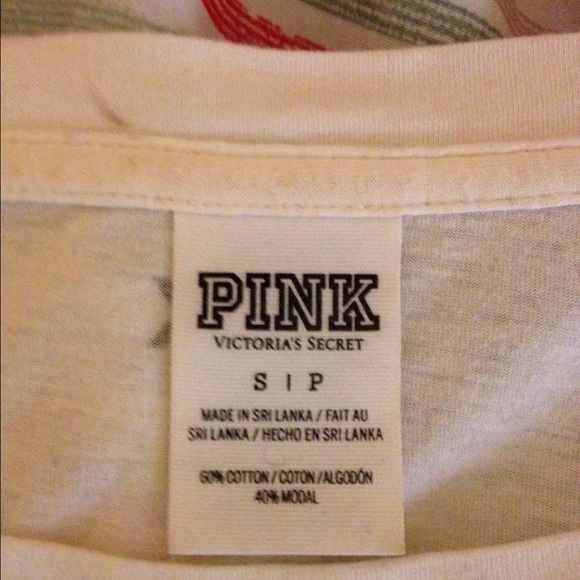 PINK
VICTORIA'S SECRET
S | P
MADE IN SRI LANKA / FAIT AU
SRI LANKA / HECHO EN SRI LANKA
60% COTTON / COTON / ALGODÓN
40% MODAL